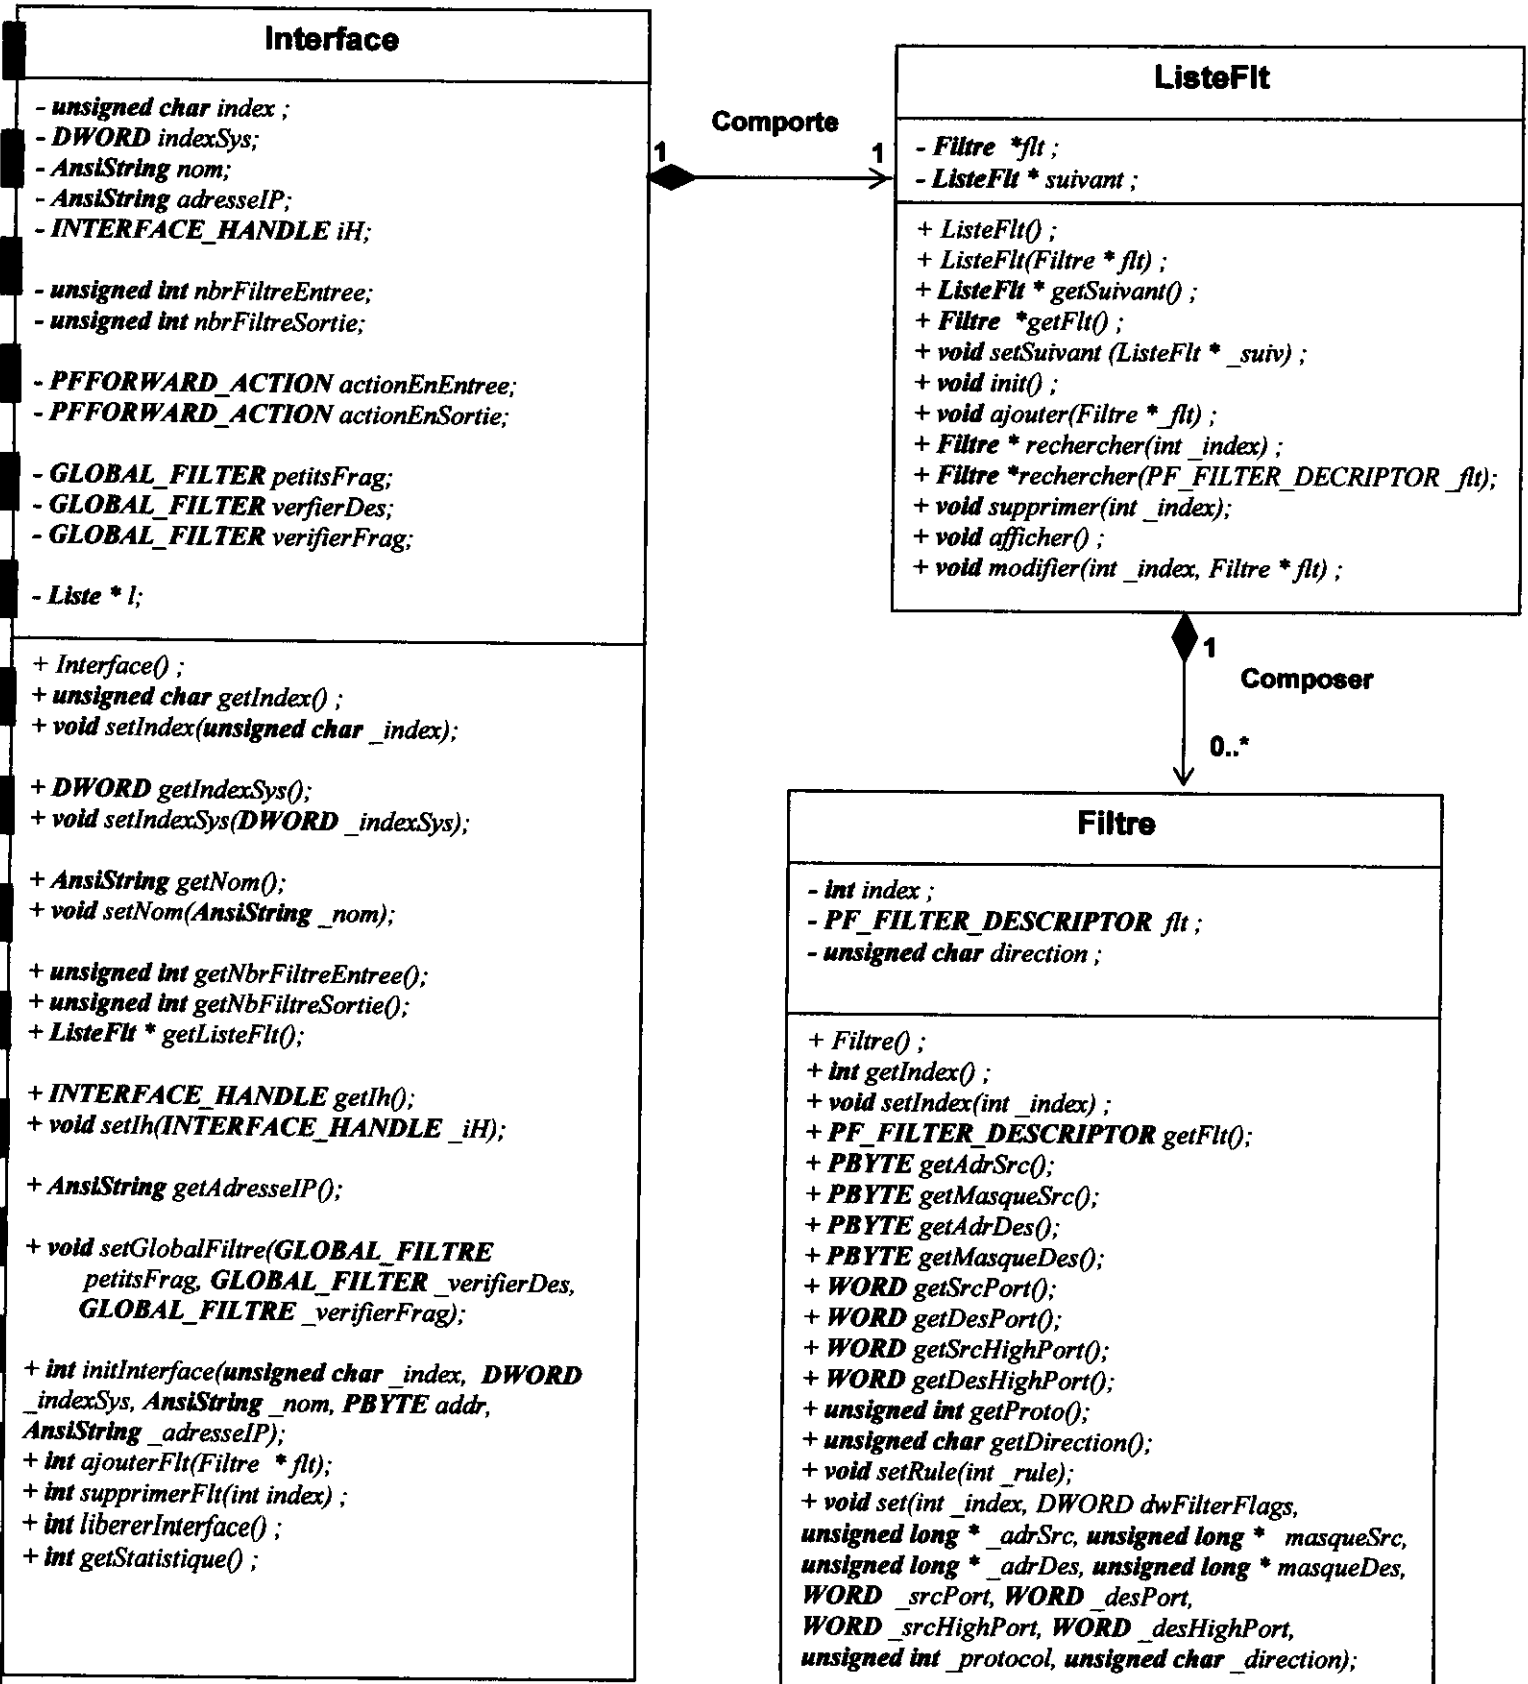 Interface
- unsigned char index ;
- DWORD indexSys;
- AnsiString nom;
- AnsiString adresseIP;
- INTERFACE_HANDLE iH;
- unsigned int nbrFiltreEntree;
- unsigned int nbrFiltreSortie;
- PFFORWARD_ACTION actionEnEntree;
- PFFORWARD_ACTION actionEnSortie;
- GLOBAL_FILTER petitsFrag;
- GLOBAL_FILTER verfierDes;
- GLOBAL_FILTER verifierFrag;
- Liste * l;
+ Interface() ;
+ unsigned char getIndex() ;
+ void setIndex(unsigned char _index);
+ DWORD getIndexSys();
+ void setIndexSys(DWORD _indexSys);
+ AnsiString getNom();
+ void setNom(AnsiString _nom);
+ unsigned int getNbrFiltreEntree();
+ unsigned int getNbFiltreSortie();
+ ListeFlt * getListeFlt();
+ INTERFACE_HANDLE getIh();
+ void setIh(INTERFACE_HANDLE _iH);
+ AnsiString getAdresseIP();
+ void setGlobalFiltre(GLOBAL_FILTRE
petitsFrag, GLOBAL_FILTER _verifierDes,
GLOBAL_FILTRE _verifierFrag);
+ int initInterface(unsigned char _index, DWORD
_indexSys, AnsiString _nom, PBYTE addr,
AnsiString _adresseIP);
+ int ajouterFlt(Filtre * flt);
+ int supprimerFlt(int index) ;
+ int libererInterface() ;
+ int getStatistique() ;
Comporte
1
1
ListeFlt
- Filtre *flt ;
- ListeFlt * suivant ;
+ ListeFlt() ;
+ ListeFlt(Filtre * flt) ;
+ ListeFlt * getSuivant() ;
+ Filtre *getFlt() ;
+ void setSuivant (ListeFlt * _suiv) ;
+ void init() ;
+ void ajouter(Filtre * _flt) ;
+ Filtre * rechercher(int _index) ;
+ Filtre *rechercher(PF_FILTER_DECRIPTOR _flt);
+ void supprimer(int _index);
+ void afficher() ;
+ void modifier(int _index, Filtre * flt) ;
1
Composer
0..*
Filtre
- int index ;
- PF_FILTER_DESCRIPTOR flt ;
- unsigned char direction ;
+ Filtre() ;
+ int getIndex() ;
+ void setIndex(int _index) ;
+ PF_FILTER_DESCRIPTOR getFlt();
+ PBYTE getAdrSrc();
+ PBYTE getMasqueSrc();
+ PBYTE getAdrDes();
+ PBYTE getMasqueDes();
+ WORD getSrcPort();
+ WORD getDesPort();
+ WORD getSrcHighPort();
+ WORD getDesHighPort();
+ unsigned int getProto();
+ unsigned char getDirection();
+ void setRule(int _rule);
+ void set(int _index, DWORD dwFilterFlags,
unsigned long * _adrSrc, unsigned long * masqueSrc,
unsigned long * _adrDes, unsigned long * masqueDes,
WORD _srcPort, WORD _desPort,
WORD _srcHighPort, WORD _desHighPort,
unsigned int _protocol, unsigned char _direction);